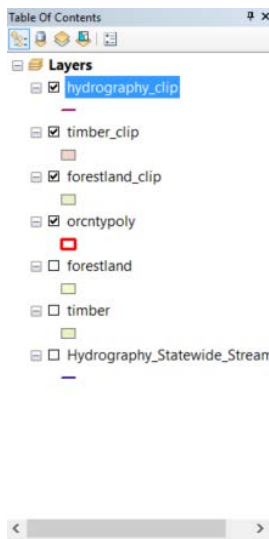 Table Of Contents
Layers
hydrography_clip
timber_clip
forestland_clip
orcntypoly
forestland
timber
Hydrography_Statewide_Stream